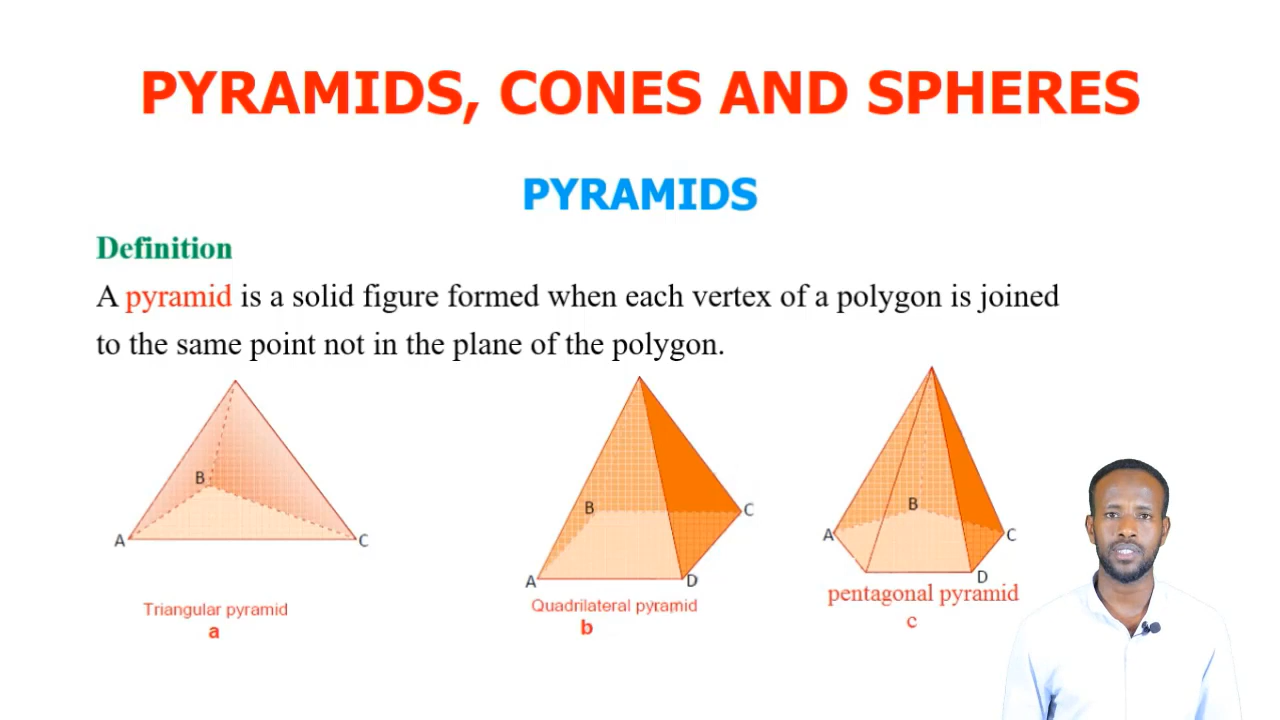 PYRAMIDS, CONES AND SPHERES
PYRAMIDS
Definition
A pyramid is a solid figure formed when each vertex of a polygon is joined
to the same point not in the plane of the polygon.
B
A
C
Triangular pyramid
a
B
C
A
D
Quadrilateral pyramid
b
B
A
C
D
pentagonal pyramid
c